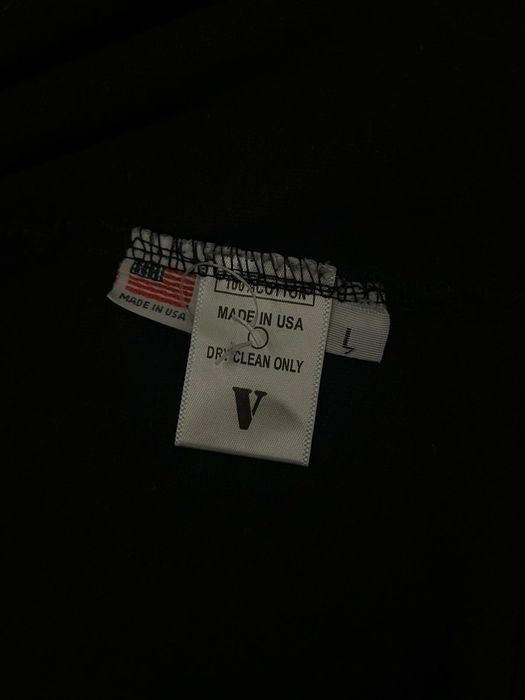 MADE IN USA
100% COTTON
MADE IN USA
DRY CLEAN ONLY
V
L